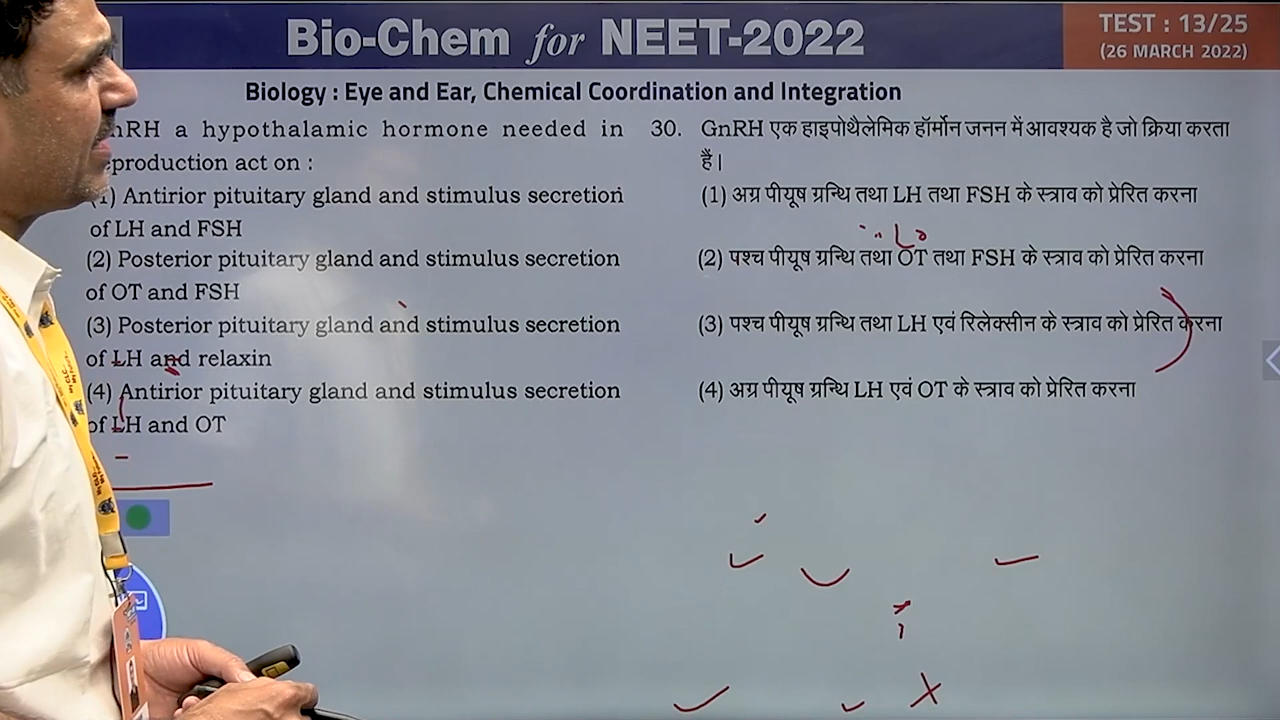 Bio-Chem for NEET-2022
TEST : 13/25
(26 MARCH 2022)
Biology : Eye and Ear, Chemical Coordination and Integration
a hypothalamic hormone needed in
act on :
(1) Antirior pituitary gland and stimulus secretion
of LH and FSH
(2) Posterior pituitary gland and stimulus secretion
of OT and FSH
(3) Posterior pituitary gland and stimulus secretion
of LH and relaxin
(4) Antirior pituitary gland and stimulus secretion
of LH and OT
30. GnRH एक हाइपोथैलेमिक हॉर्मोन जनन में आवश्यक है जो क्रिया करता
हैं।
(1) अग्र पीयूष ग्रन्थि तथा LH तथा FSH के स्त्राव को प्रेरित करना
(2) पश्च पीयूष ग्रन्थि तथा OT तथा FSH के स्त्राव को प्रेरित करना
(3) पश्च पीयूष ग्रन्थि तथा LH एवं रिलेक्सीन के स्त्राव को प्रेरित करना
(4) अग्र पीयूष ग्रन्थि LH एवं OT के स्त्राव को प्रेरित करना